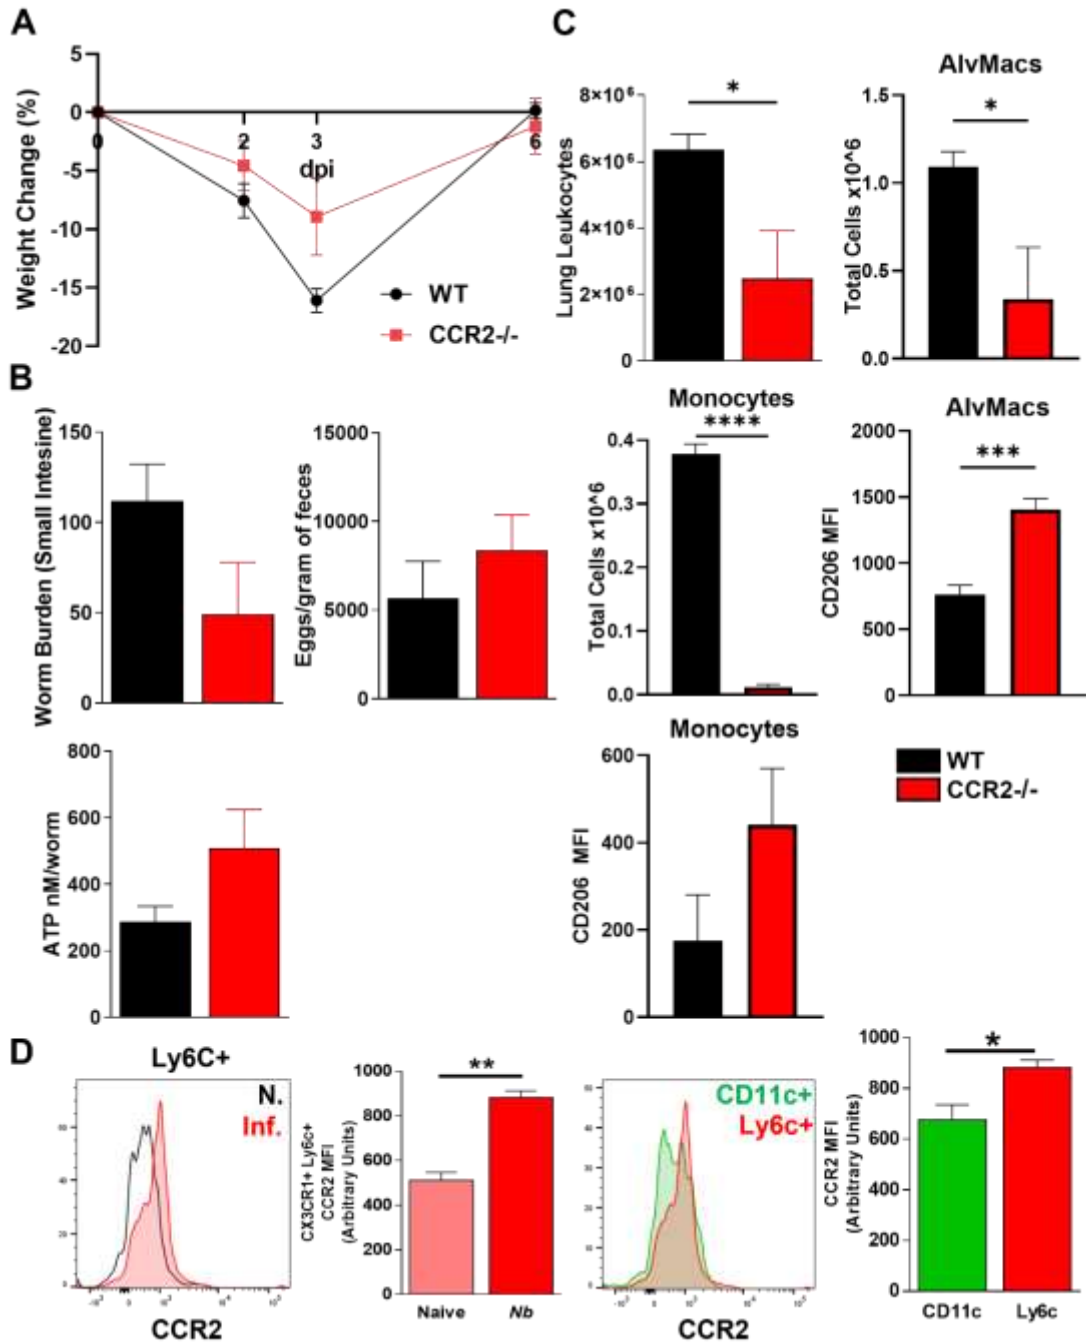 A
5
0
-5
-10
-15
-20
Weight Change (%)
0
2
3
6
dpi
WT
CCR2-/-
B
Worm Burden (Small Intesine)
150
100
50
0
Eggs/gram of feces
15000
10000
5000
0
ATP nM/worm
800
600
400
200
0
C
Lung Leukocytes
8×10⁶
6×10⁶
4×10⁶
2×10⁶
0
*
AlvMacs
Total Cells x10^6
1.5
1.0
0.5
0.0
*
Monocytes
****
Total Cells x10^6
0.4
0.3
0.2
0.1
0.0
AlvMacs
CD206 MFI
2000
1500
1000
500
0
***
Monocytes
CD206 MFI
600
400
200
0
WT
CCR2-/-
D
Ly6C+
N.
Inf.
CCR2
CX3CR1+ Ly6c+
CCR2 MFI
(Arbitrary Units)
1000
800
600
400
200
0
**
Naive
Nb
CD11c+
Ly6c+
CCR2
CCR2 MFI
(Arbitrary Units)
1000
800
600
400
200
0
*
CD11c
Ly6c